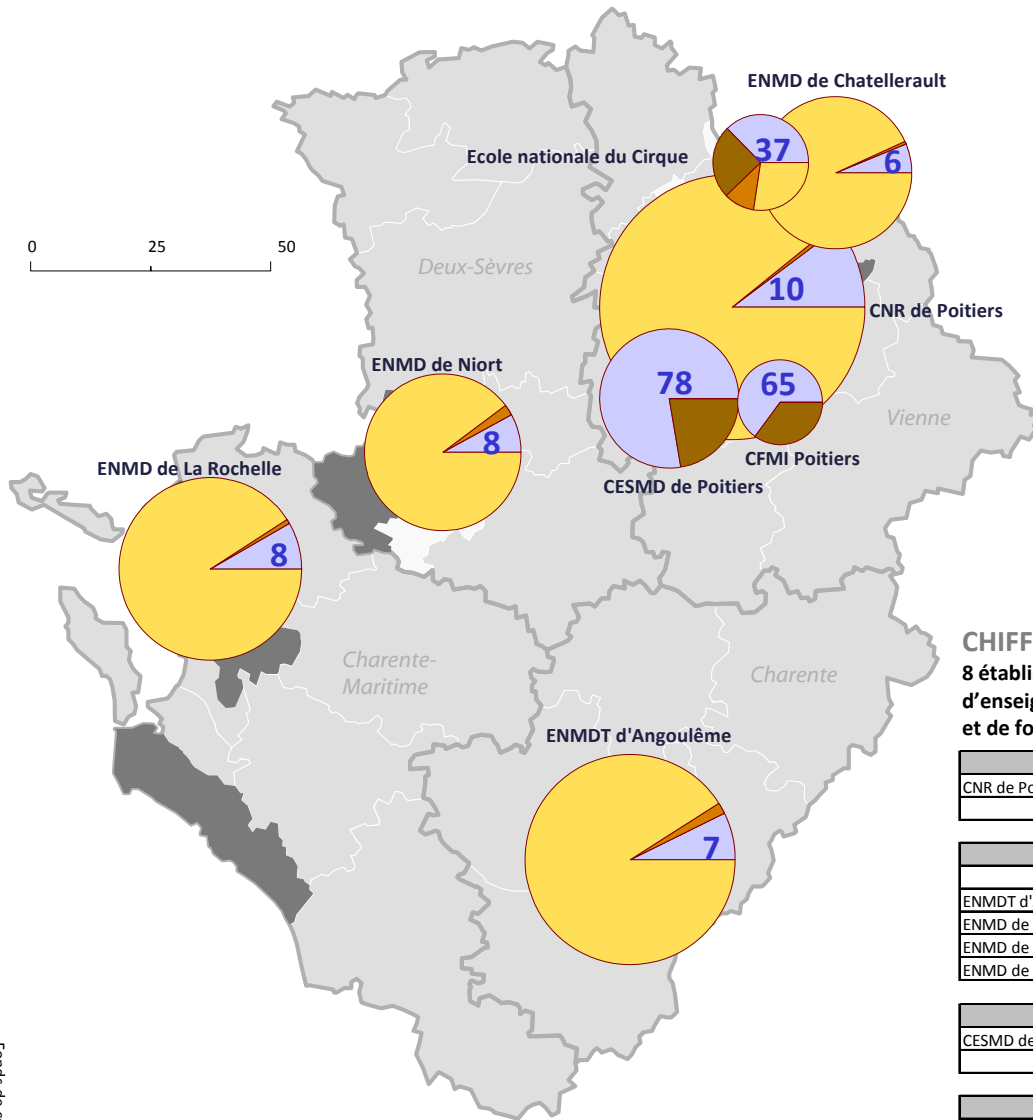 ENMD de Chatellerault
Ecole nationale du Cirque
37
6
0 25 50
Deux-Sèvres
10
CNR de Poitiers
ENMD de Niort
78
65
8
Vienne
CFMI Poitiers
ENMD de La Rochelle
CESMD de Poitiers
8
CHIFF
8 établi
d'enseig
et de fo
Charente-
Maritime
Charente
ENMDT d'Angoulême
CNR de Po
7
ENMDT d'
ENMD de
ENMD de
ENMD de
CESMD de